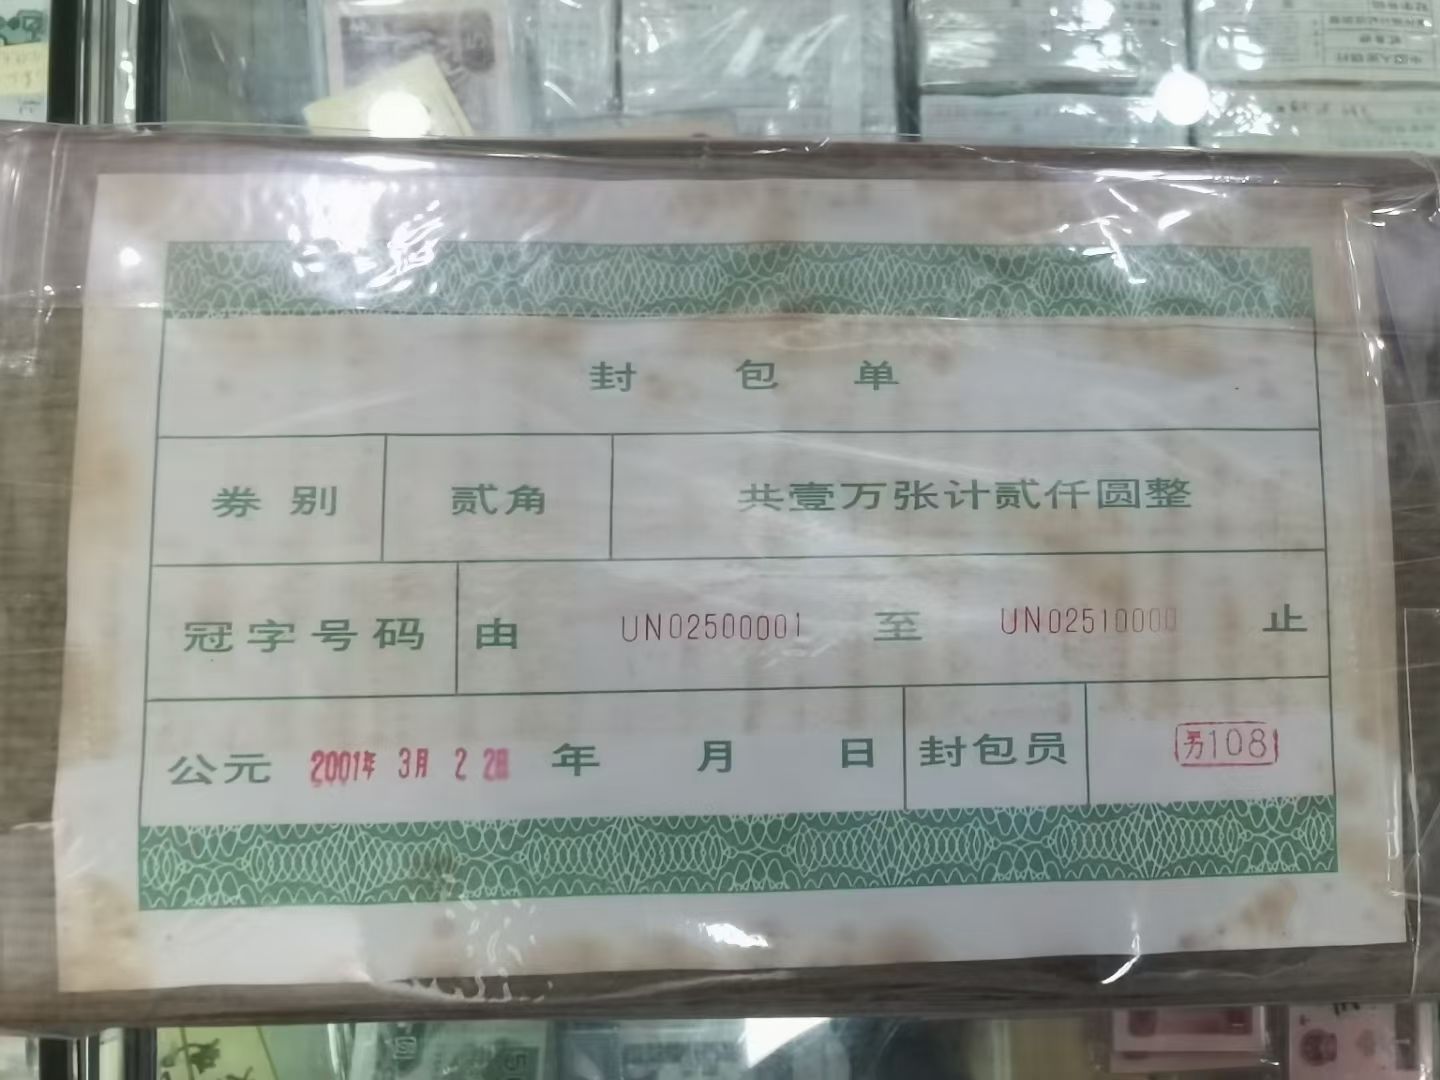 封 包 单
券别 贰角 共壹万张计贰仟圆整
冠字号码 由 UN02500001 至 UN02510000 止
公元 2001年 3月 2 年 月 日 封包员 108